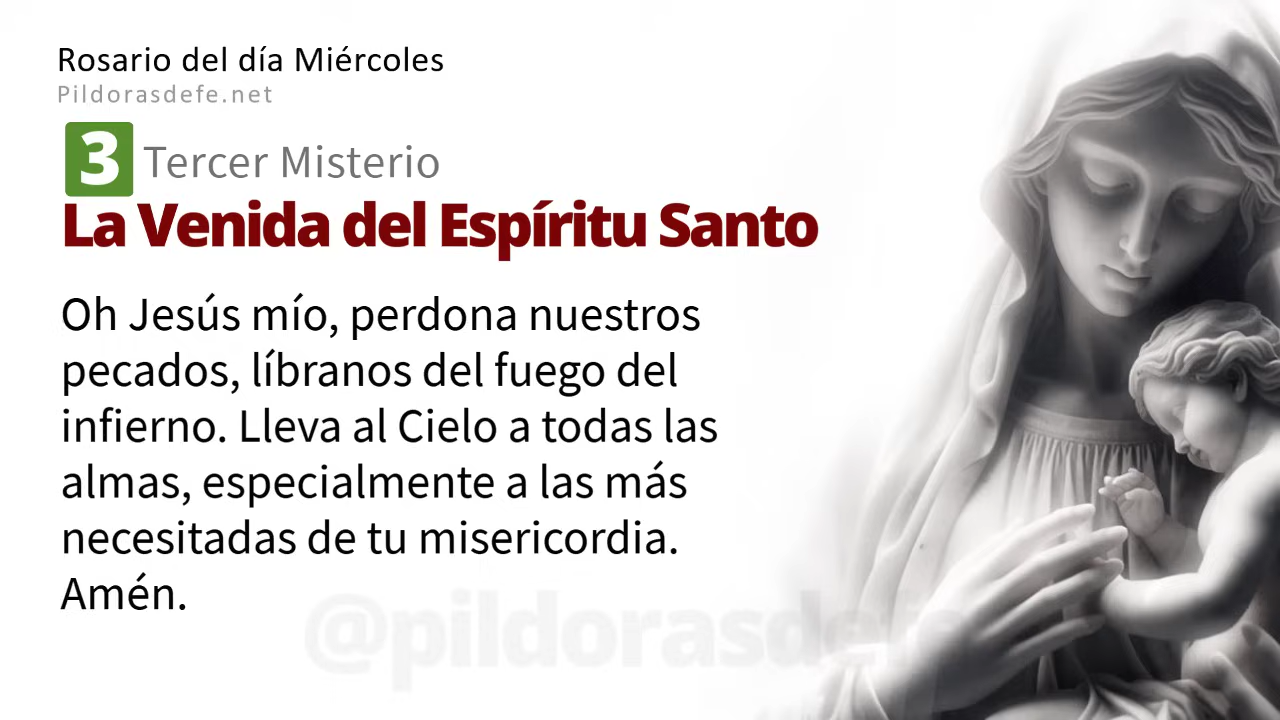 Rosario del día Miércoles
Pildorasdefe.net
3 Tercer Misterio
La Venida del Espíritu Santo
Oh Jesús mío, perdona nuestros
pecados, líbranos del fuego del
infierno. Lleva al Cielo a todas las
almas, especialmente a las más
necesitadas de tu misericordia.
Amén.
@pildorasdefe